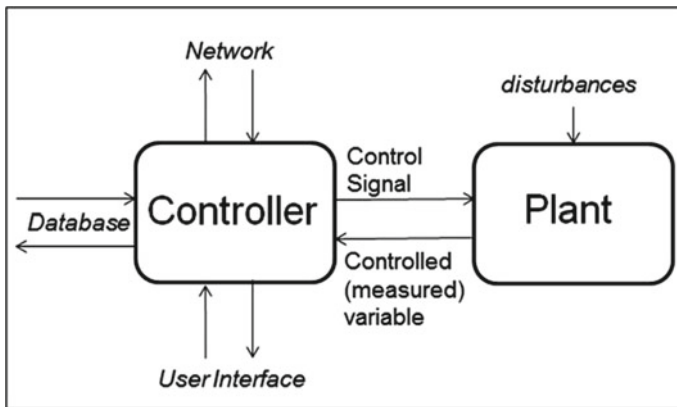 Network
disturbances
Control
Signal
Database
Controller
Plant
Controlled
(measured)
variable
User Interface